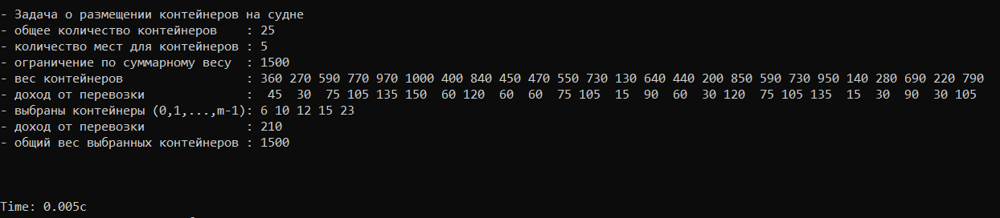 - Задача о размещении контейнеров на судне
- общее количество контейнеров    : 25
- количество мест для контейнеров : 5
- ограничение по суммарному весу  : 1500
- вес контейнеров                 : 360 270 590 770 970 1000 400 840 450 470 550 730 130 640 440 200 850 590 730 950 140 280 690 220 790
- доход от перевозки              :  45  30  75 105 135 150  60 120  60  60  75 105  15  90  60  30 120  75 105 135  15  30  90  30 105
- выбраны контейнеры (0,1,...,m-1): 6 10 12 15 23
- доход от перевозки              : 210
- общий вес выбранных контейнеров : 1500
Time: 0.005с